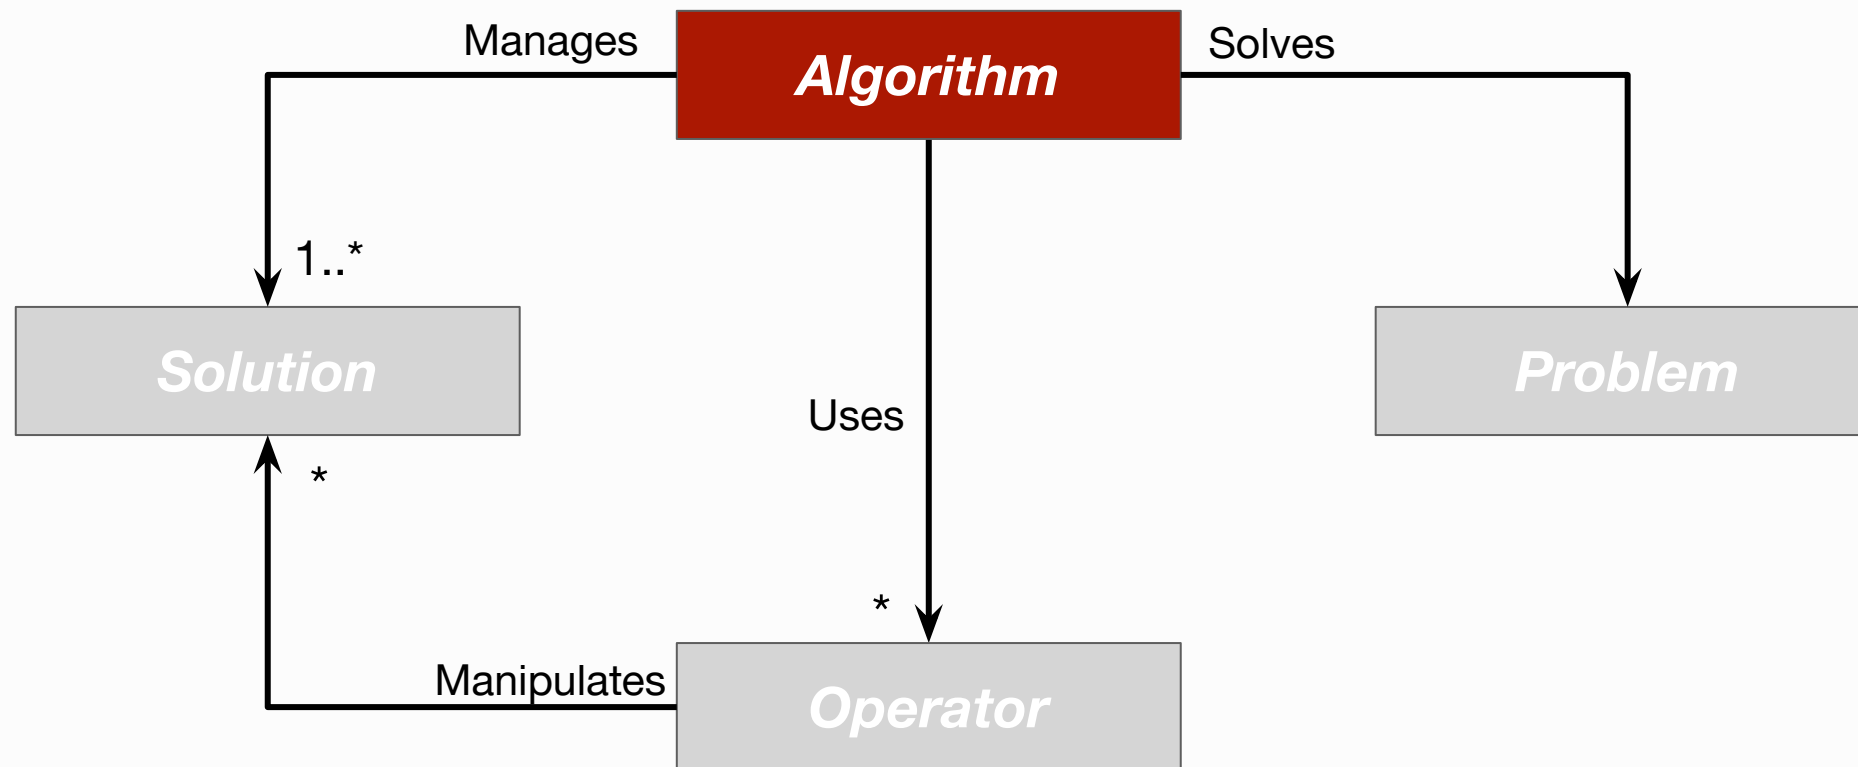 Manages
Algorithm
Solves
1..*
Solution
Problem
Uses
*
*
Manipulates
Operator